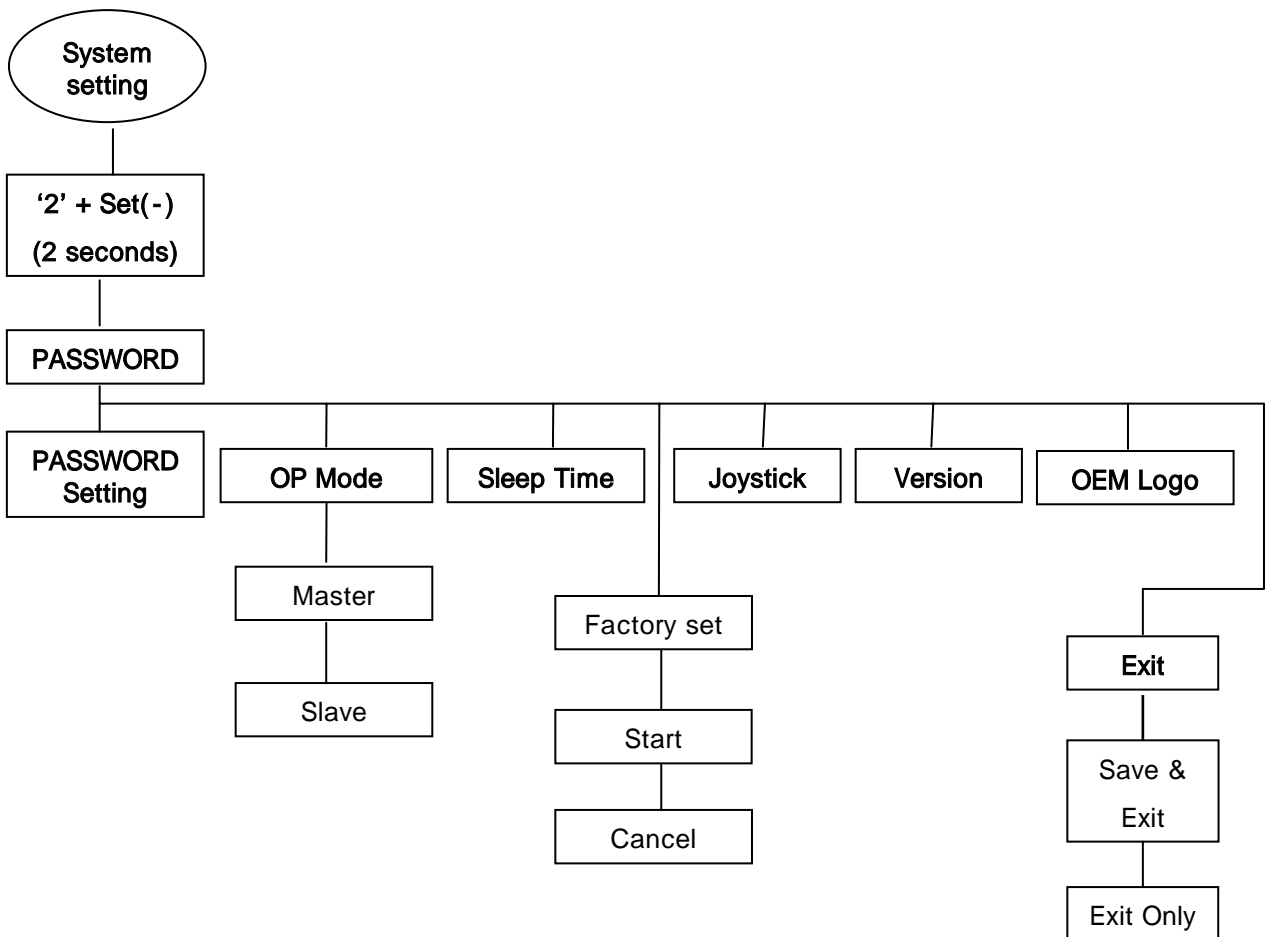 System
setting
‘2’ + Set(-)
(2 seconds)
PASSWORD
PASSWORD
Setting
OP Mode
Sleep Time
Joystick
Version
OEM Logo
Master
Slave
Factory set
Start
Cancel
Exit
Save &
Exit
Exit Only